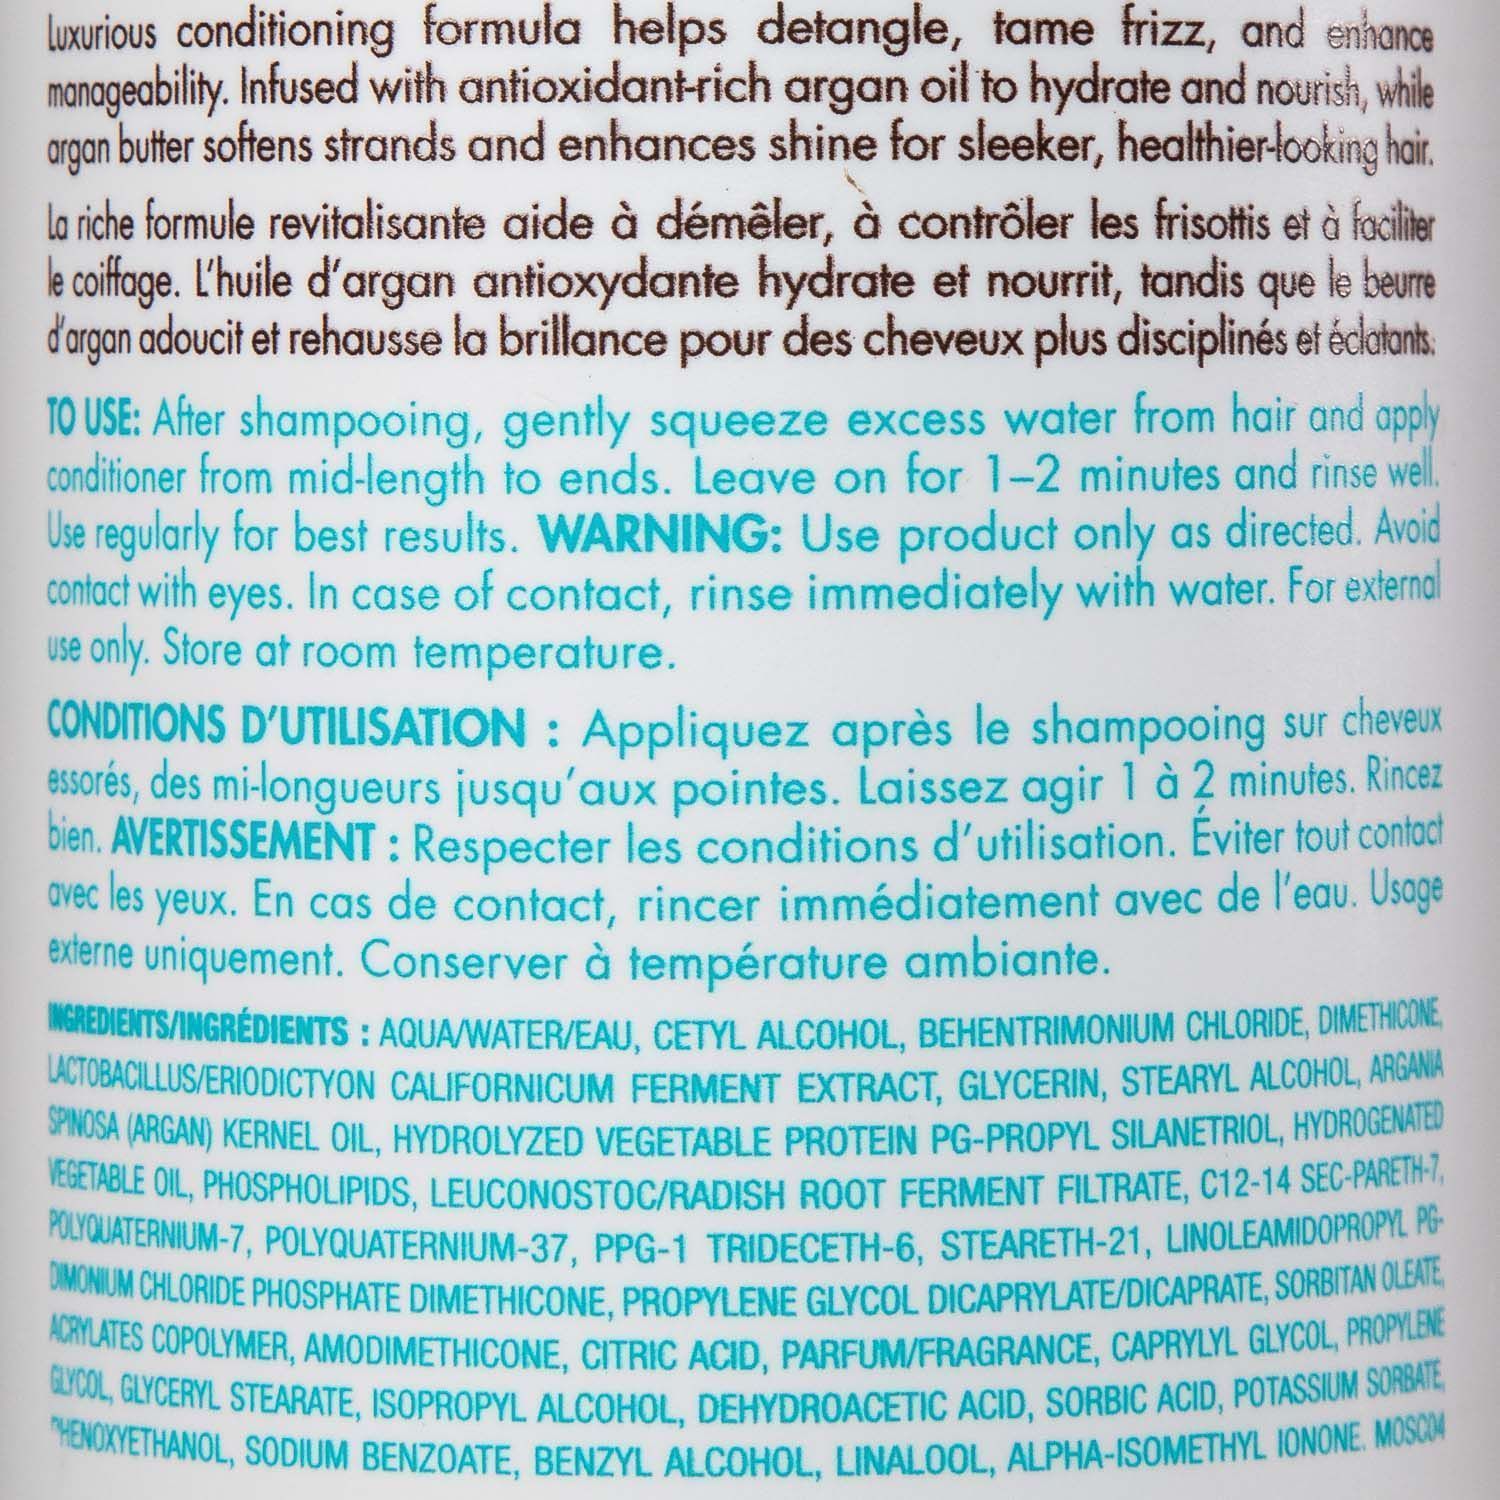 Luxurious conditioning formula helps detangle, tame frizz, and enhance
manageability. Infused with antioxidant-rich argan oil to hydrate and nourish, while
argan butter softens strands and enhances shine for sleeker, healthier-looking hair.
La riche formule revitalisante aide à démêler, à contrôler les frisottis et à faciliter
le coiffage. L'huile d'argan antioxydante hydrate et nourrit, tandis que le beurre
d'argan adoucit et rehausse la brillance pour des cheveux plus disciplinés et éclatants.
TO USE: After shampooing, gently squeeze excess water from hair and apply
conditioner from mid-length to ends. Leave on for 1–2 minutes and rinse well.
Use regularly for best results. WARNING: Use product only as directed. Avoid
contact with eyes. In case of contact, rinse immediately with water. For external
use only. Store at room temperature.
CONDITIONS D'UTILISATION : Appliquez après le shampooing sur cheveux
essorés, des mi-longueurs jusqu'aux pointes. Laissez agir 1 à 2 minutes. Rincez
bien. AVERTISSEMENT : Respecter les conditions d'utilisation. Éviter tout contact
avec les yeux. En cas de contact, rincer immédiatement avec de l'eau. Usage
externe uniquement. Conserver à température ambiante.
INGREDIENTS/INGRÉDIENTS : AQUA/WATER/EAU, CETYL ALCOHOL, BEHENTRIMONIUM CHLORIDE, DIMETHICONE,
LACTOBACILLUS/ERIODICTYON CALIFORNICUM FERMENT EXTRACT, GLYCERIN, STEARYL ALCOHOL, ARGANIA
SPINOSA (ARGAN) KERNEL OIL, HYDROLYZED VEGETABLE PROTEIN PG-PROPYL SILANETRIOL, HYDROGENATED
VEGETABLE OIL, PHOSPHOLIPIDS, LEUCONOSTOC/RADISH ROOT FERMENT FILTRATE, C12-14 SEC-PARETH-7,
POLYQUATERNIUM-7, POLYQUATERNIUM-37, PPG-1 TRIDECETH-6, STEARETH-21, LINOLEAMIDOPROPYL PG-
DIMONIUM CHLORIDE PHOSPHATE DIMETHICONE, PROPYLENE GLYCOL DICAPRYLATE/DICAPRATE, SORBITAN OLEATE,
ACRYLATES COPOLYMER, AMODIMETHICONE, CITRIC ACID, PARFUM/FRAGRANCE, CAPRYLYL GLYCOL, PROPYLENE
GLYCOL, GLYCERYL STEARATE, ISOPROPYL ALCOHOL, DEHYDROACETIC ACID, SORBIC ACID, POTASSIUM SORBATE,
PHENOXYETHANOL, SODIUM BENZOATE, BENZYL ALCOHOL, LINALOOL, ALPHA-ISOMETHYL IONONE. MOSC04